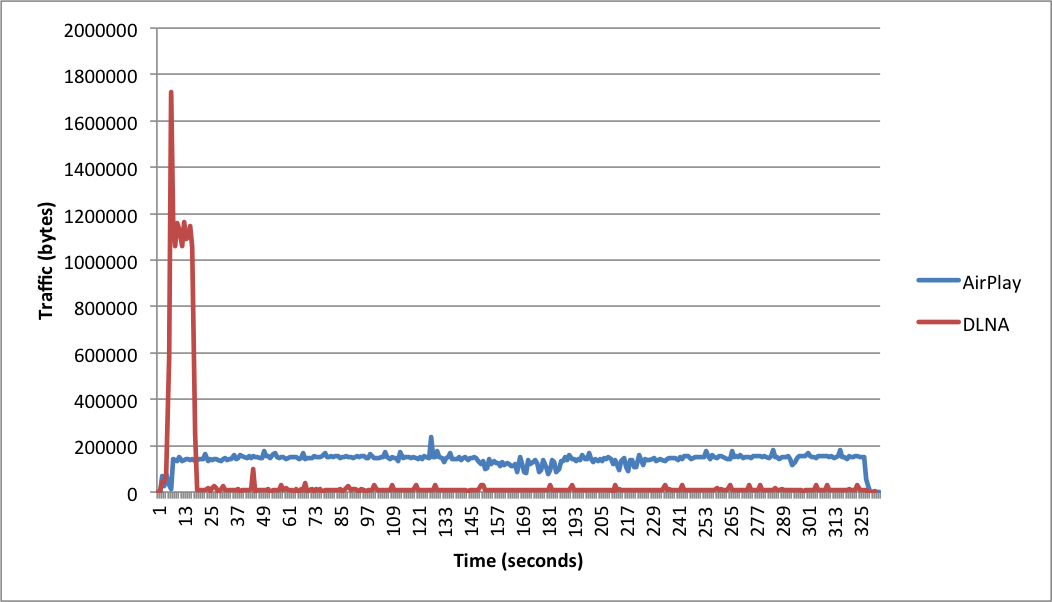 2000000
1800000
1600000
1400000
1200000
1000000
800000
600000
400000
200000
0
Traffic (bytes)
1 13 25 37 49 61 73 85 97 109 121 133 145 157 169 181 193 205 217 229 241 253 265 277 289 301 313 325
Time (seconds)
AirPlay
DLNA